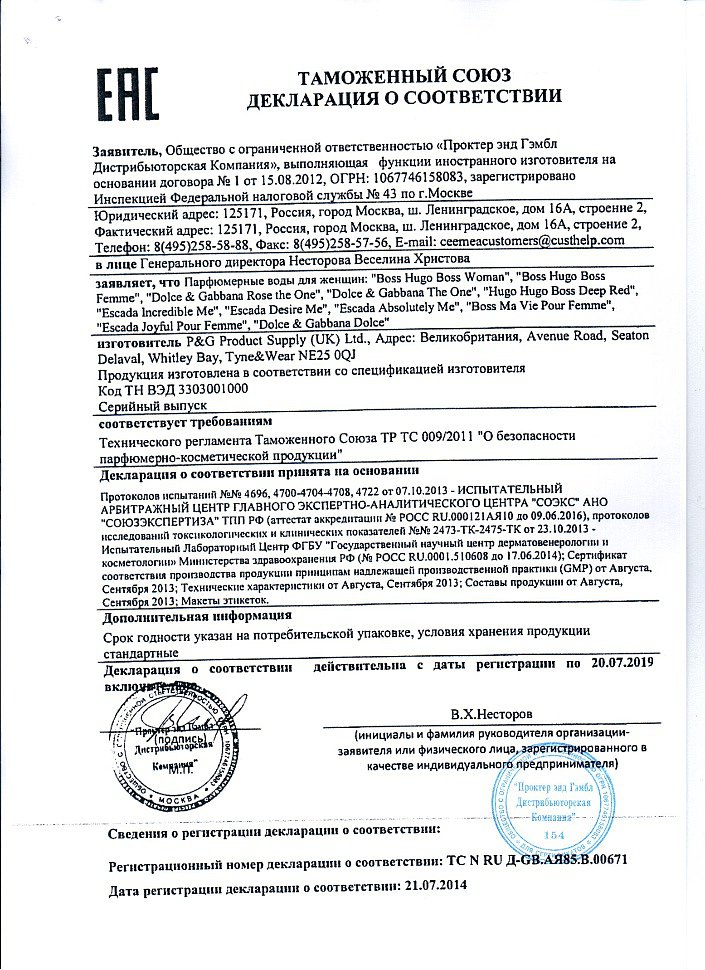 ЕАС
ТАМОЖЕННЫЙ СОЮЗ
ДЕКЛАРАЦИЯ О СООТВЕТСТВИИ
Заявитель, Общество с ограниченной ответственностью «Проктер энд Гэмбл
Дистрибьюторская Компания», выполняющая функции иностранного изготовителя на
основании договора № 1 от 15.08.2012, ОГРН: 1067746158083, зарегистрировано
Инспекцией Федеральной налоговой службы № 43 по г.Москве
Юридический адрес: 125171, Россия, город Москва, ш. Ленинградское, дом 16А, строение 2,
Фактический адрес: 125171, Россия, город Москва, ш. Ленинградское, дом 16А, строение 2,
Телефон: 8(495)258-58-88, Факс: 8(495)258-57-56, E-mail: ceemeacustomers@custhelp.com
в лице Генерального директора Несторова Веселина Христова
заявляет, что Парфюмерные воды для женщин: "Boss Hugo Boss Woman", "Boss Hugo Boss
Femme", "Dolce & Gabbana Rose the One", "Dolce & Gabbana The One", "Hugo Hugo Boss Deep Red",
"Escada Incredible Me", "Escada Desire Me", "Escada Absolutely Me", "Boss Ma Vie Pour Femme",
"Escada Joyful Pour Femme", "Dolce & Gabbana Dolce"
изготовитель P&G Product Supply (UK) Ltd., Адрес: Великобритания, Avenue Road, Seaton
Delaval, Whitley Bay, Tyne&Wear NE25 0QJ
Продукция изготовлена в соответствии со спецификацией изготовителя
Код ТН ВЭД 3303001000
Серийный выпуск
соответствует требованиям
Технического регламента Таможенного Союза ТР ТС 009/2011 "О безопасности
парфюмерно-косметической продукции"
Декларация о соответствии принята на основании
Протоколов испытаний №№ 4696, 4700-4704-4708, 4722 от 07.10.2013 - ИСПЫТАТЕЛЬНЫЙ
АРБИТРАЖНЫЙ ЦЕНТР ГЛАВНОГО ЭКСПЕРТНО-АНАЛИТИЧЕСКОГО ЦЕНТРА "СОЭКС" АНО
"СОЮЗЭКСПЕРТИЗА" ТПП РФ (аттестат аккредитации № РОСС RU.000121АЯ10 до 09.06.2016), протоколов
исследований токсикологических и клинических показателей №№ 2473-ТК-2475-ТК от 23.10.2013 -
Испытательный Лабораторный Центр ФГБУ "Государственный научный центр дерматовенерологии и
косметологии» Министерства здравоохранения РФ (№ РОСС RU.0001.510608 до 17.06.2014); Сертификат
соответствия производства продукции принципам надлежащей производственной практики (GMP) от Августа,
Сентября 2013; Технические характеристики от Августа, Сентября 2013; Составы продукции от Августа,
Сентября 2013; Макеты этикеток.
Дополнительная информация
Срок годности указан на потребительской упаковке, условия хранения продукции
стандартные
Декларация о соответствии действительна с даты регистрации по 20.07.2019
включительно
В.Х.Несторов
(инициалы и фамилия руководителя организации-
заявителя или физического лица, зарегистрированного в
качестве индивидуального предпринимателя)
"Проктер энд Гэмбл
(подпись)
Дистрибьюторская
Компания"
М.П.
МОСКВА
"Проктер энд Гэмбл
Дистрибьюторская
Компания"
154
Сведения о регистрации декларации о соответствии:
Регистрационный номер декларации о соответствии: ТС N RU Д-GB.АЯ85.В.00671
Дата регистрации декларации о соответствии: 21.07.2014